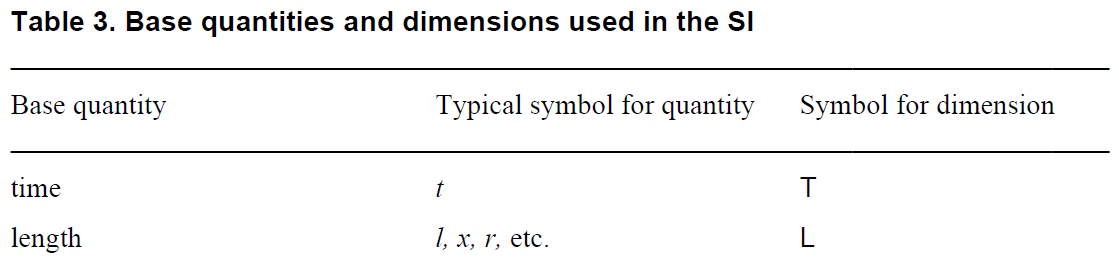 Table 3. Base quantities and dimensions used in the SI
Base quantity Typical symbol for quantity Symbol for dimension
time t T
length l, x, r, etc. L